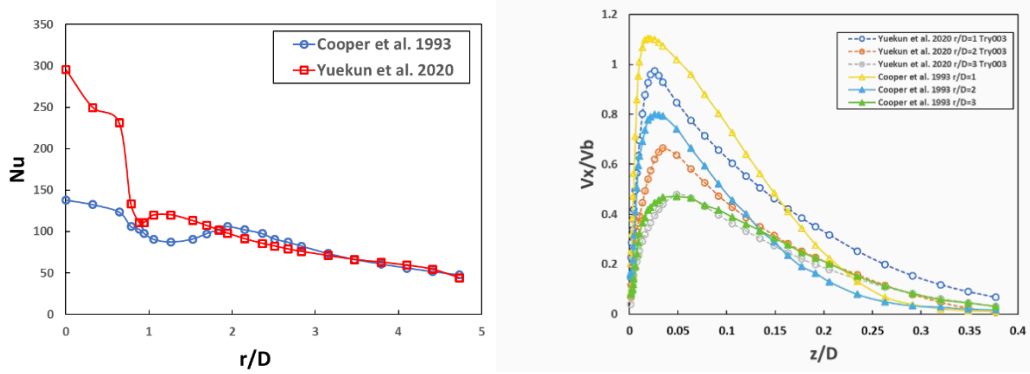 350
300
250
200
150
100
50
0
Nu
Cooper et al. 1993
Yuekun et al. 2020
0 1 2 3 4 5
r/D
1.2
1
0.8
0.6
0.4
0.2
0
Vx/Vb
Yuekun et al. 2020 r/D=1 Try003
Yuekun et al. 2020 r/D=2 Try003
Yuekun et al. 2020 r/D=3 Try003
Cooper et al. 1993 r/D=1
Cooper et al. 1993 r/D=2
Cooper et al. 1993 r/D=3
0 0.05 0.1 0.15 0.2 0.25 0.3 0.35 0.4
z/D